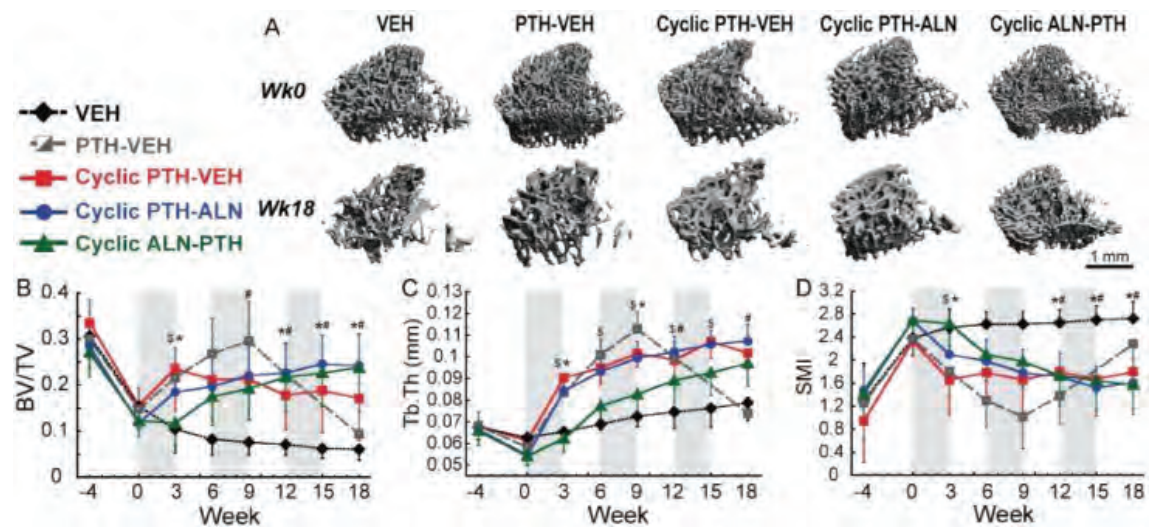 A
VEH PTH-VEH Cyclic PTH-VEH Cyclic PTH-ALN Cyclic ALN-PTH
Wk0
VEH
PTH-VEH
Cyclic PTH-VEH
Cyclic PTH-ALN
Cyclic ALN-PTH
Wk18
1 mm
B
BV/TV
0.4
0.3
0.2
0.1
0
$* # *# *# *#
-4 0 3 6 9 12 15 18
Week
C
Tb.Th (mm)
0.13
0.12
0.11
0.1
0.09
0.08
0.07
0.06
0.05
$* $ $* $# $ #
-4 0 3 6 9 12 15 18
Week
D
SMI
3.2
2.8
2.4
2.0
1.6
1.2
0.8
0.4
0
$* *# *# *#
-4 0 3 6 9 12 15 18
Week